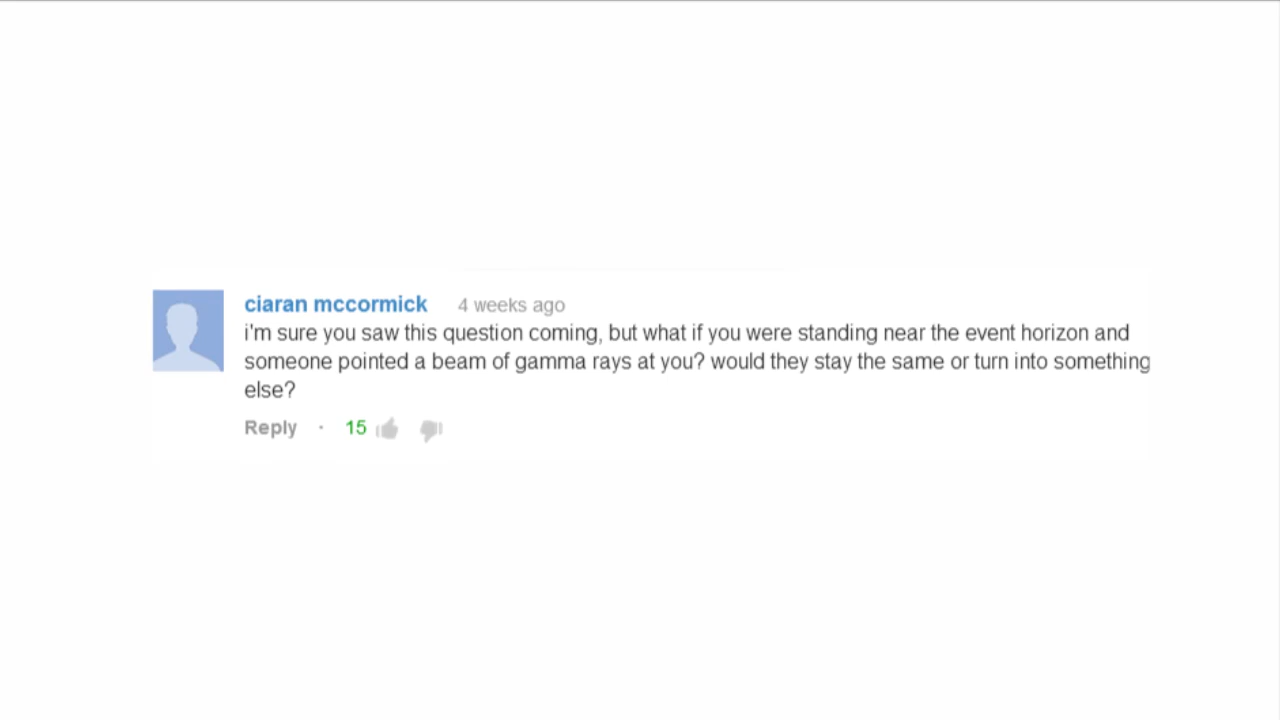 ciaran mccormick 4 weeks ago
i'm sure you saw this question coming, but what if you were standing near the event horizon and
someone pointed a beam of gamma rays at you? would they stay the same or turn into something
else?
Reply · 15